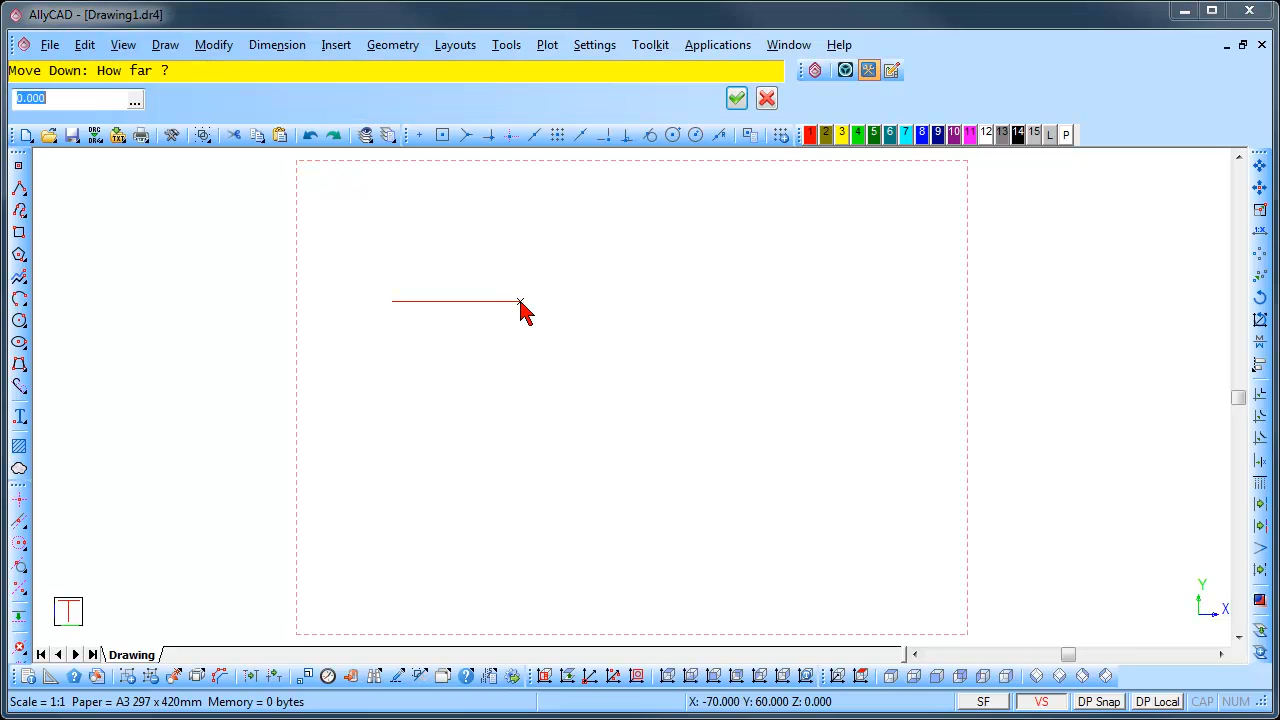 AllyCAD - [Drawing1.dr4]
File Edit View Draw Modify Dimension Insert Geometry Layouts Tools Plot Settings Toolkit Applications Window Help
Move Down: How far ?
0.000 ...
DRC TXT 1 2 3 4 5 6 7 8 9 10 11 12 13 14 15 L P
1:X
T
Y
X
Drawing
Scale = 1:1 Paper = A3 297 x 420mm Memory = 0 bytes X: -70.000 Y: 60.000 Z: 0.000 SF VS DP Snap DP Local CAP NUM